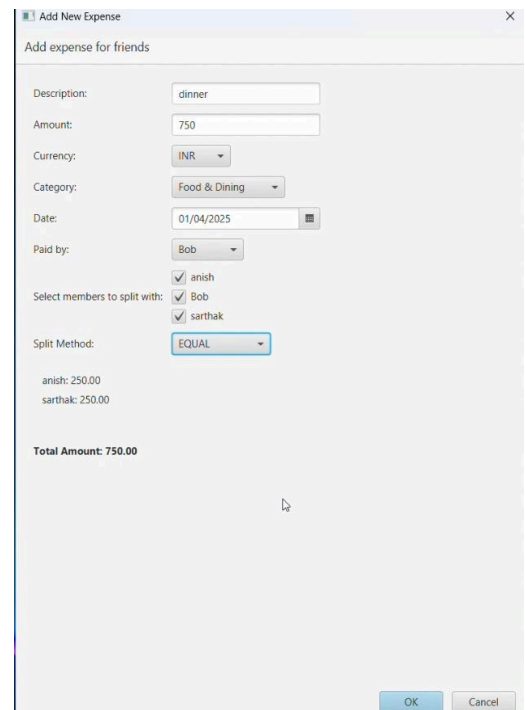 Add New Expense
Add expense for friends
Description: dinner
Amount: 750
Currency: INR
Category: Food & Dining
Date: 01/04/2025
Paid by: Bob
anish
Select members to split with: Bob
sarthak
Split Method: EQUAL
anish: 250.00
sarthak: 250.00
Total Amount: 750.00
OK Cancel